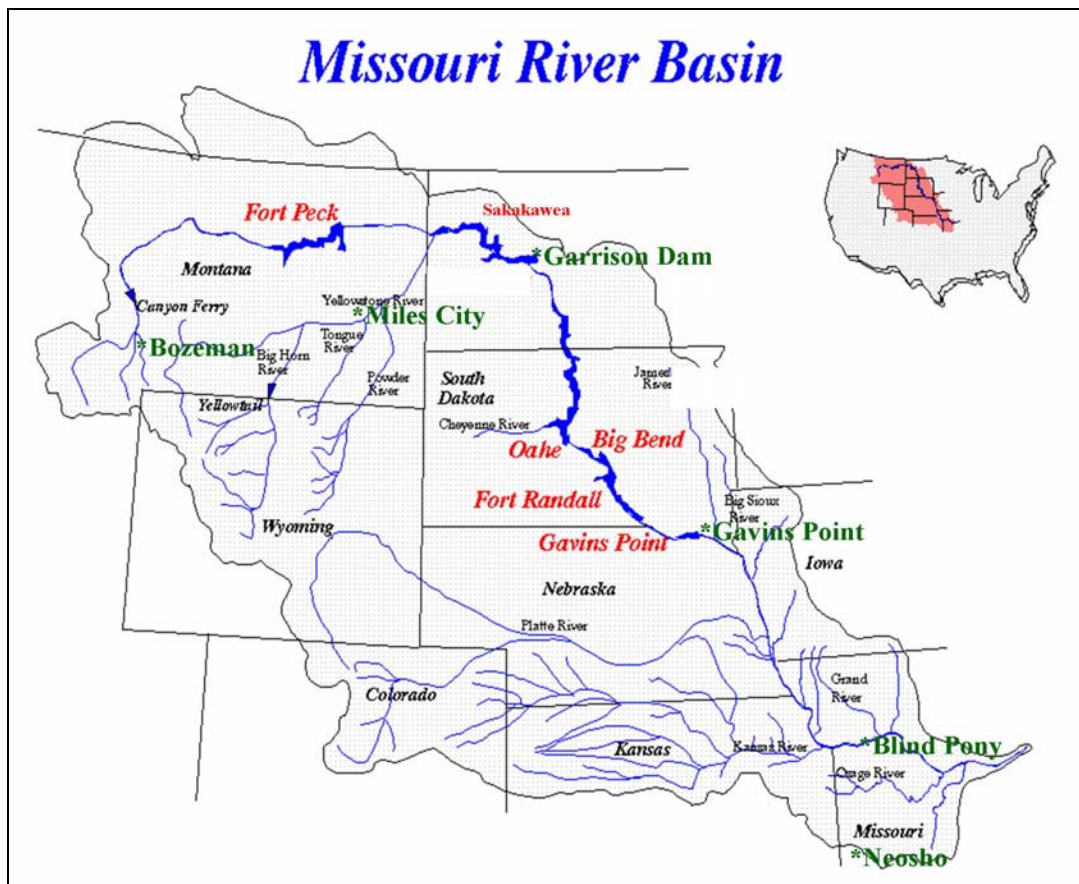 Missouri River Basin
Fort Peck
Sakakawea
*Garrison Dam
Montana
Canyon Ferry
Yellowstone River
*Miles City
*Bozeman
Big Horn
River
Tongue
River
Powder
River
South
Dakota
James
River
Yellowtail
Cheyenne River
Oahe
Big Bend
Fort Randall
Big Sioux
River
Wyoming
Gavins Point
*Gavins Point
Iowa
Nebraska
Platte River
Grand
River
Colorado
Kansas
Kansas River
*Blind Pony
Osage River
Missouri
*Neosho